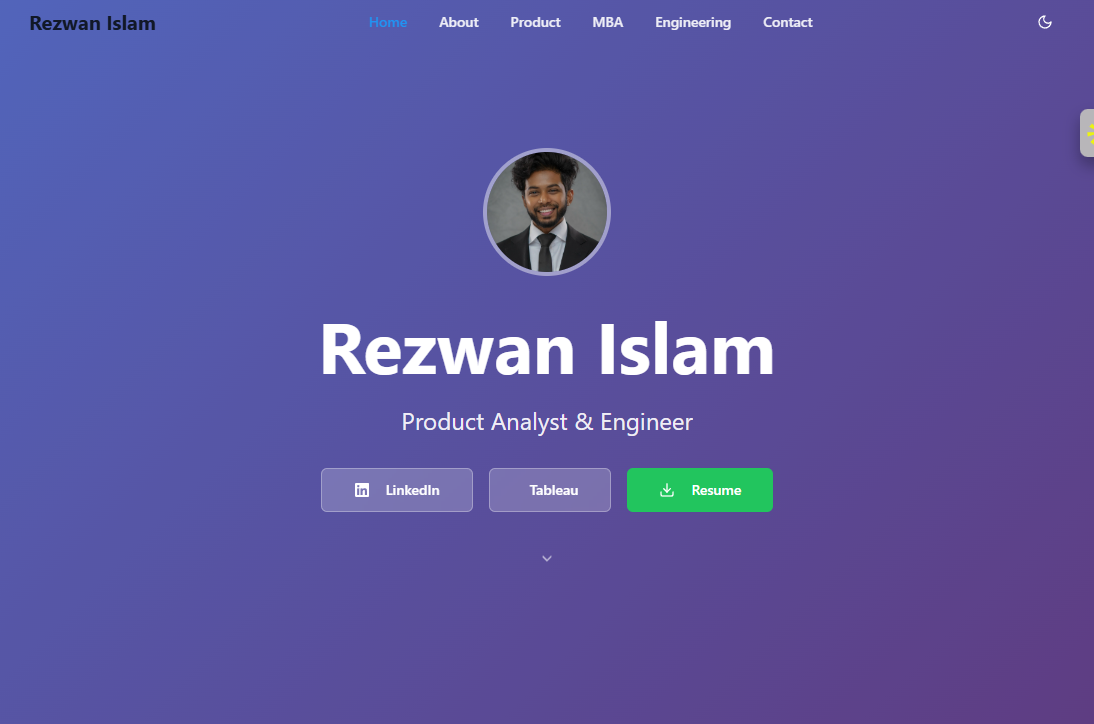 Rezwan Islam
Home About Product MBA Engineering Contact
Rezwan Islam
Product Analyst & Engineer
LinkedIn Tableau Resume